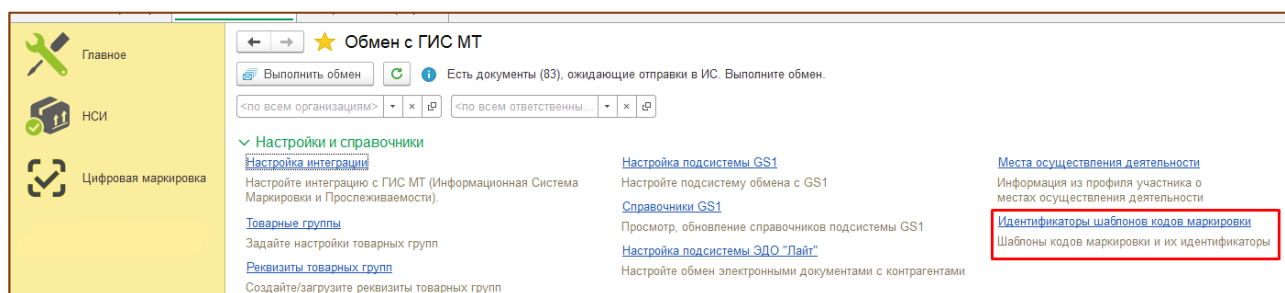 Главное
НСИ
Цифровая маркировка
Обмен с ГИС МТ
Выполнить обмен
Есть документы (83), ожидающие отправки в ИС. Выполните обмен.
<по всем организациям>
<по всем ответственны...
Настройки и справочники
Настройка интеграции
Настройте интеграцию с ГИС МТ (Информационная Система
Маркировки и Прослеживаемости).
Товарные группы
Задайте настройки товарных групп
Реквизиты товарных групп
Создайте/загрузите реквизиты товарных групп
Настройка подсистемы GS1
Настройте подсистему обмена с GS1
Справочники GS1
Просмотр, обновление справочников подсистемы GS1
Настройка подсистемы ЭДО "Лайт"
Настройте обмен электронными документами с контрагентами
Места осуществления деятельности
Информация из профиля участника о
местах осуществления деятельности
Идентификаторы шаблонов кодов маркировки
Шаблоны кодов маркировки и их идентификаторы